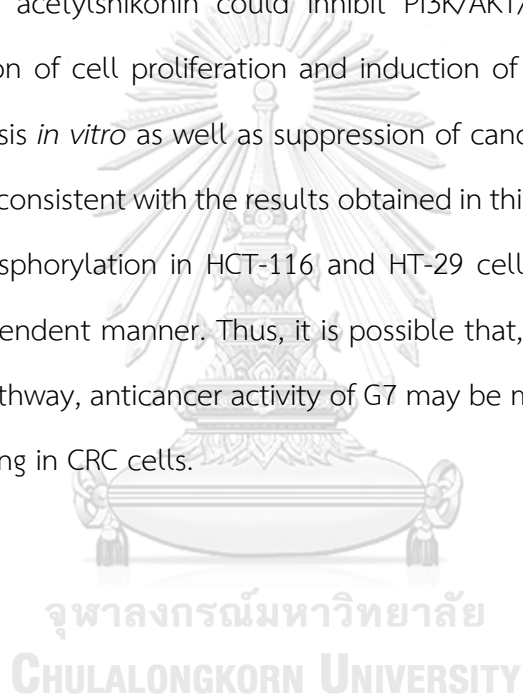 acetylshikonin could inhibit PI3K/AKT/
on of cell proliferation and induction of
sis in vitro as well as suppression of canc
consistent with the results obtained in thi
sphorylation in HCT-116 and HT-29 cell
pendent manner. Thus, it is possible that,
thway, anticancer activity of G7 may be m
ng in CRC cells.
จุฬาลงกรณ์มหาวิทยาลัย
CHULALONGKORN UNIVERSITY